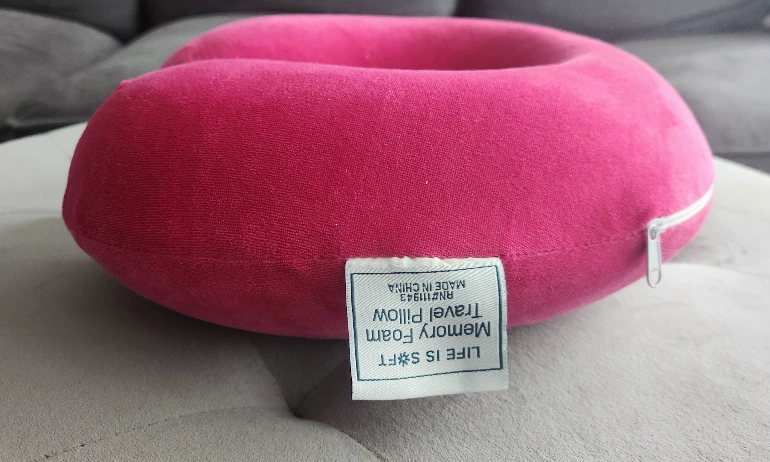 LIFE IS SOFT
Memory Foam
Travel Pillow
RN#111943
MADE IN CHINA